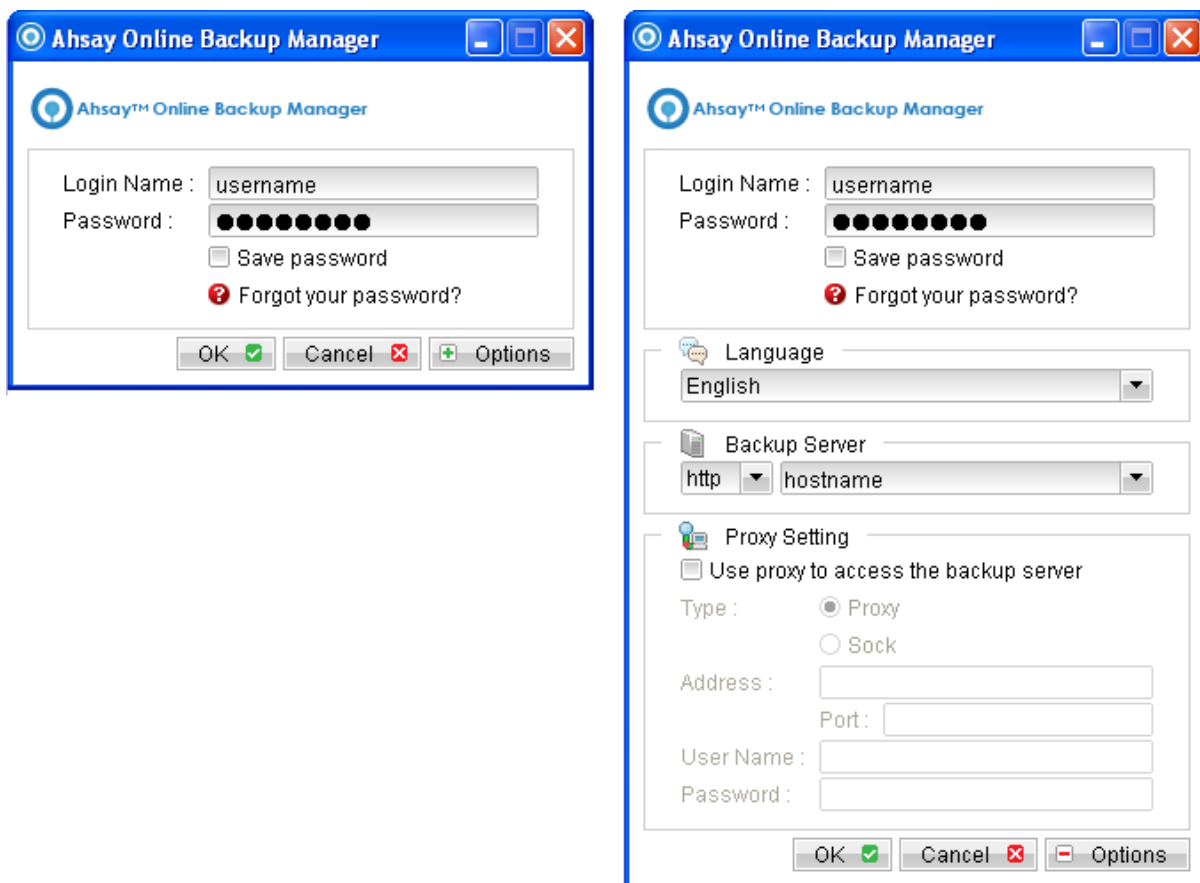 Ahsay Online Backup Manager
Ahsay™ Online Backup Manager
Login Name : username
Password :
Save password
Forgot your password?
OK Cancel Options
Ahsay Online Backup Manager
Ahsay™ Online Backup Manager
Login Name : username
Password :
Save password
Forgot your password?
Language
English
Backup Server
http hostname
Proxy Setting
Use proxy to access the backup server
Type : Proxy
Sock
Address :
Port :
User Name :
Password :
OK Cancel Options